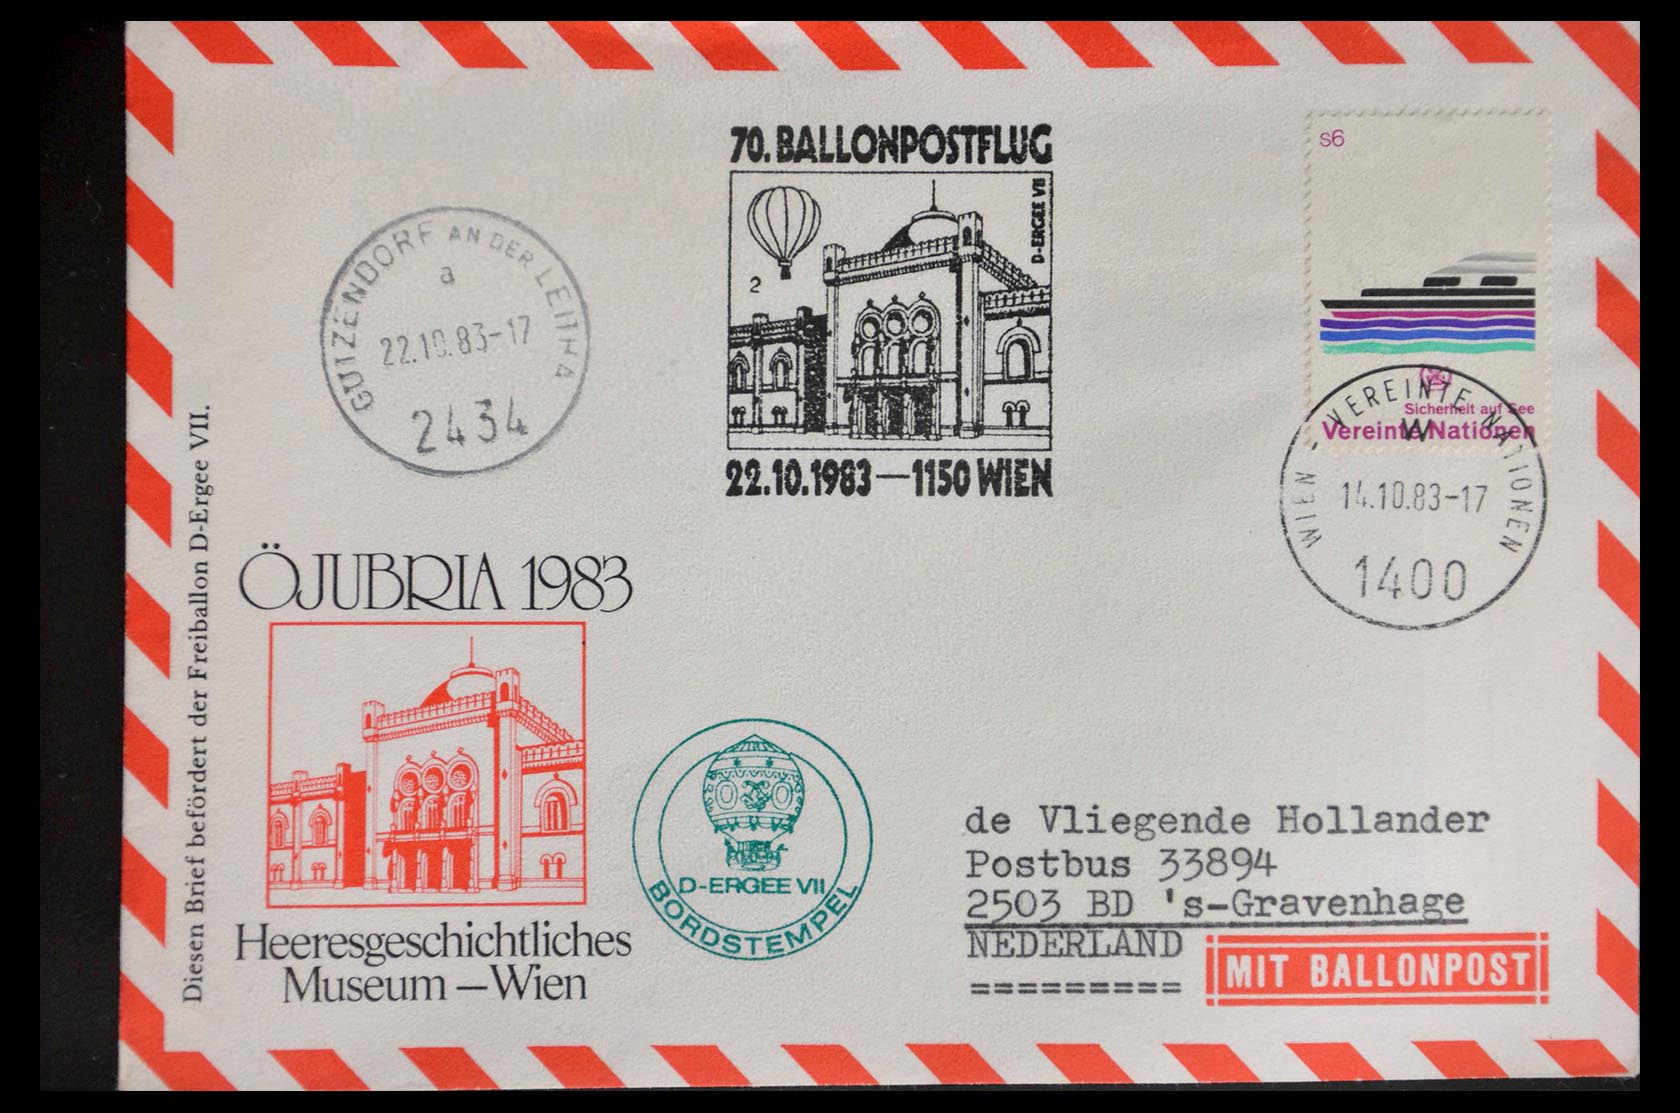 70. BALLONPOSTFLUG
D-ERGEE VII
2
22.10.1983—1150 WIEN
S6
Sicherheit auf See
Vereinte Nationen
WIEN - VEREINTE NATIONEN
W
14.10.83-17
1400
GUTZENDORF AN DER LEITHA
a
22.10.83-17
2434
Diesen Brief befördert der Freiballon D-Ergee VII.
ÖJUBRIA 1983
Heeresgeschichtliches
Museum – Wien
D-ERGEE VII
BORDSTEMPEL
de Vliegende Hollander
Postbus 33894
2503 BD 's-Gravenhage
NEDERLAND
=========
MIT BALLONPOST